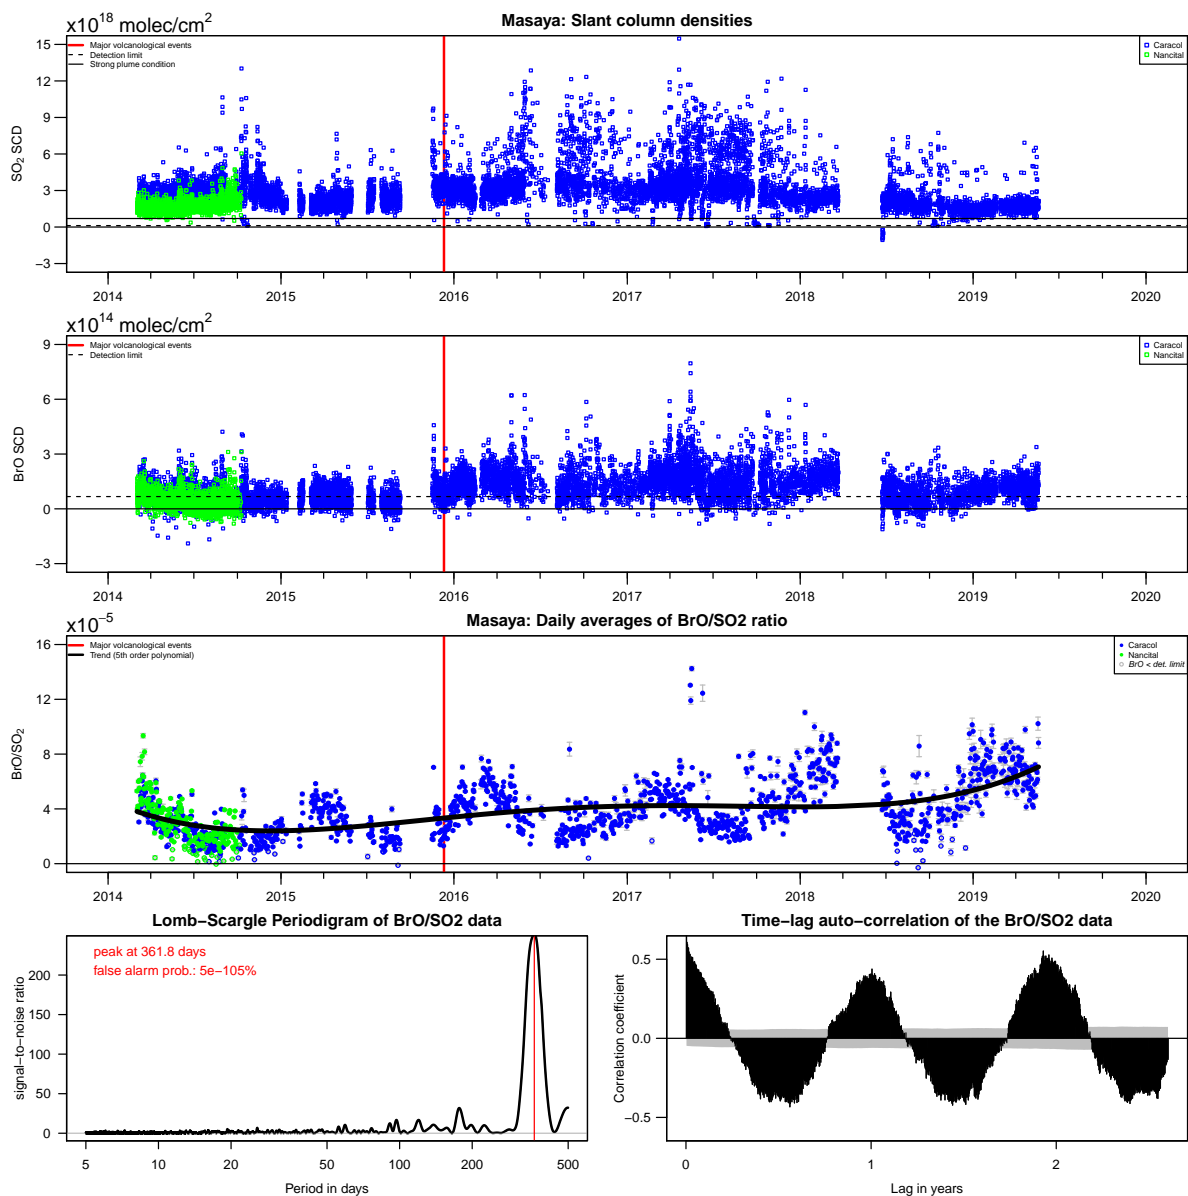 x10^18 molec/cm^2
Masaya: Slant column densities
Major volcanological events
Detection limit
Strong plume condition
Caracol
Nancital
SO₂ SCD
15
12
9
6
3
0
−3
2014 2015 2016 2017 2018 2019 2020
x10^14 molec/cm^2
Major volcanological events
Detection limit
Caracol
Nancital
BrO SCD
9
6
3
0
−3
2014 2015 2016 2017 2018 2019 2020
x10^−5
Masaya: Daily averages of BrO/SO2 ratio
Major volcanological events
Trend (5th order polynomial)
Caracol
Nancital
BrO < det. limit
BrO/SO₂
16
12
8
4
0
2014 2015 2016 2017 2018 2019 2020
Lomb−Scargle Periodigram of BrO/SO2 data
peak at 361.8 days
false alarm prob.: 5e−105%
signal−to−noise ratio
200
150
100
50
0
5 10 20 50 100 200 500
Period in days
Time−lag auto−correlation of the BrO/SO2 data
Correlation coefficient
0.5
0.0
−0.5
0 1 2
Lag in years